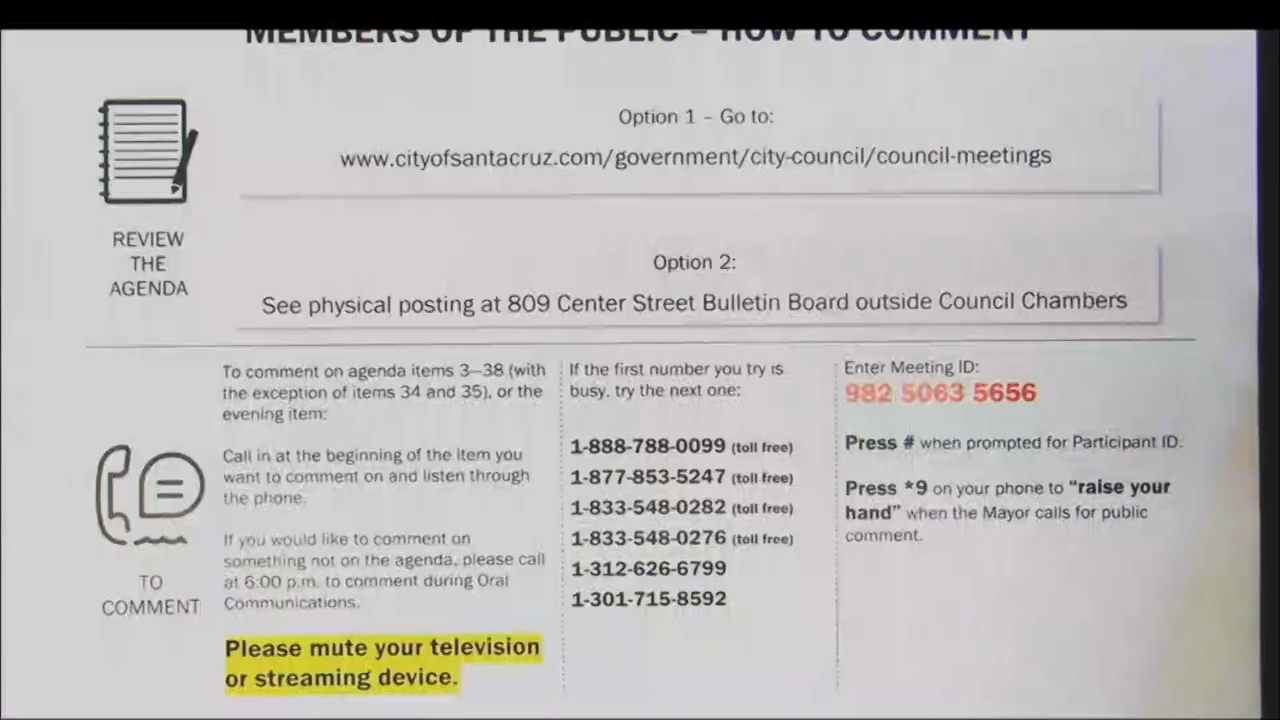 MEMBERS OF THE PUBLIC – HOW TO COMMENT
Option 1 – Go to:
www.cityofsantacruz.com/government/city-council/council-meetings
REVIEW
THE
AGENDA
Option 2:
See physical posting at 809 Center Street Bulletin Board outside Council Chambers
TO
COMMENT
To comment on agenda items 3–38 (with
the exception of items 34 and 35), or the
evening item:
Call in at the beginning of the item you
want to comment on and listen through
the phone.
If you would like to comment on
something not on the agenda, please call
at 6:00 p.m. to comment during Oral
Communications.
Please mute your television
or streaming device.
If the first number you try is
busy, try the next one:
1-888-788-0099 (toll free)
1-877-853-5247 (toll free)
1-833-548-0282 (toll free)
1-833-548-0276 (toll free)
1-312-626-6799
1-301-715-8592
Enter Meeting ID:
982 5063 5656
Press # when prompted for Participant ID.
Press *9 on your phone to “raise your
hand” when the Mayor calls for public
comment.